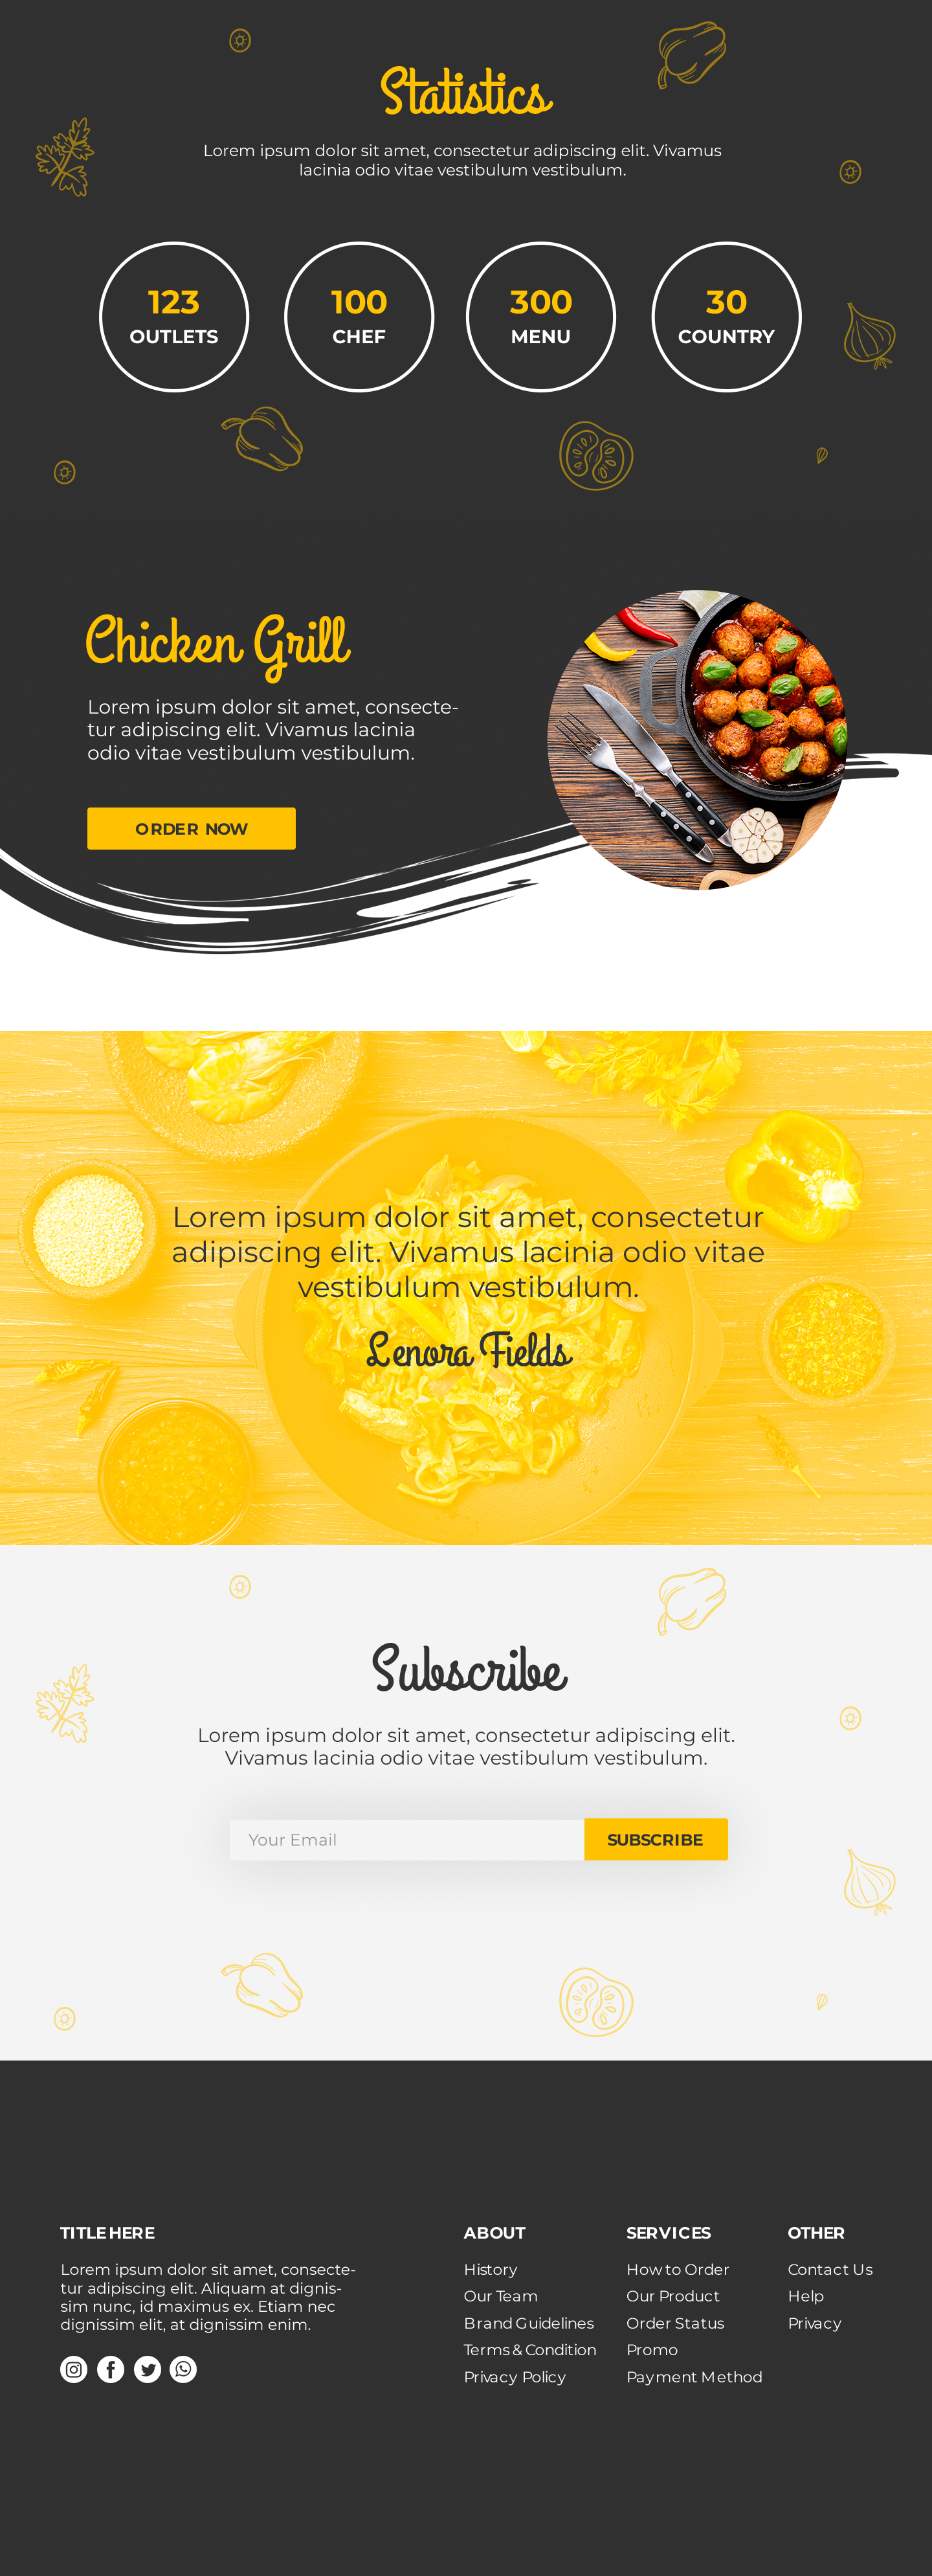 Statistics
Lorem ipsum dolor sit amet, consectetur adipiscing elit. Vivamus
lacinia odio vitae vestibulum vestibulum.
123
OUTLETS
100
CHEF
300
MENU
30
COUNTRY
Chicken Grill
Lorem ipsum dolor sit amet, consecte-
tur adipiscing elit. Vivamus lacinia
odio vitae vestibulum vestibulum.
ORDER NOW
Lorem ipsum dolor sit amet, consectetur
adipiscing elit. Vivamus lacinia odio vitae
vestibulum vestibulum.
Lenora Fields
Subscribe
Lorem ipsum dolor sit amet, consectetur adipiscing elit.
Vivamus lacinia odio vitae vestibulum vestibulum.
Your Email
SUBSCRIBE
TITLE HERE
Lorem ipsum dolor sit amet, consecte-
tur adipiscing elit. Aliquam at dignis-
sim nunc, id maximus ex. Etiam nec
dignissim elit, at dignissim enim.
ABOUT
History
Our Team
Brand Guidelines
Terms & Condition
Privacy Policy
SERVICES
How to Order
Our Product
Order Status
Promo
Payment Method
OTHER
Contact Us
Help
Privacy